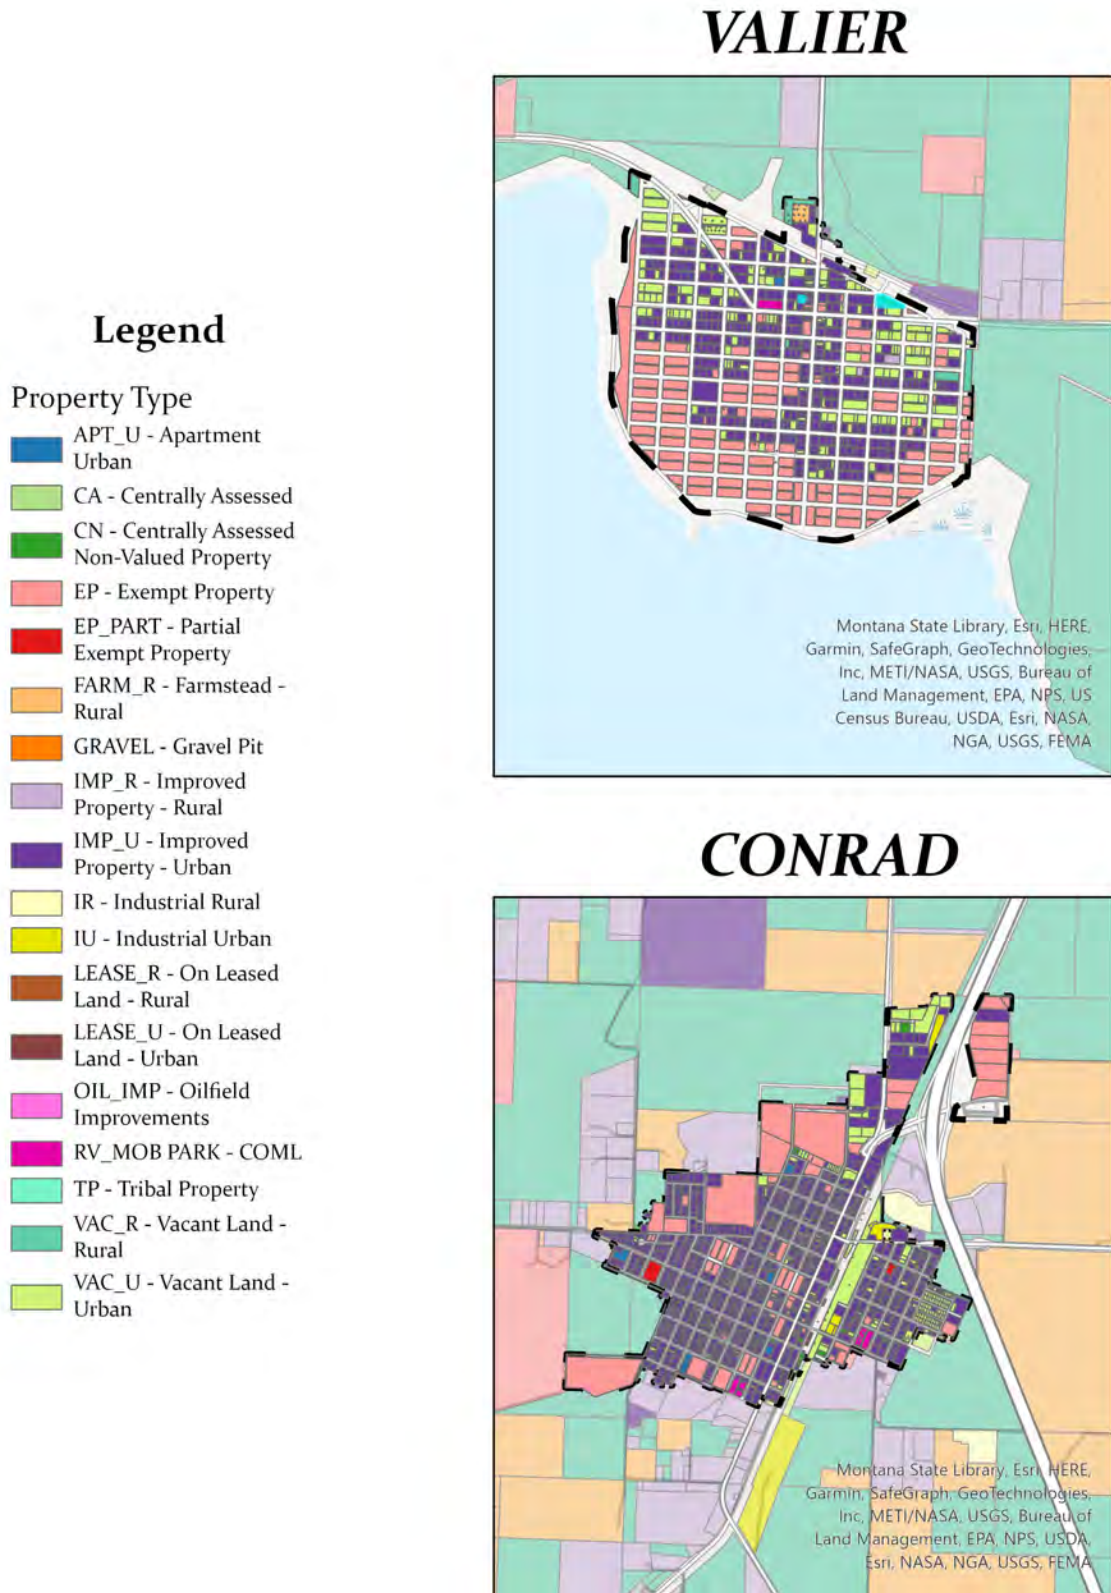 VALIER
Legend
Property Type
APT_U - Apartment
Urban
CA - Centrally Assessed
CN - Centrally Assessed
Non-Valued Property
EP - Exempt Property
EP_PART - Partial
Exempt Property
FARM_R - Farmstead -
Rural
GRAVEL - Gravel Pit
IMP_R - Improved
Property - Rural
IMP_U - Improved
Property - Urban
IR - Industrial Rural
IU - Industrial Urban
LEASE_R - On Leased
Land - Rural
LEASE_U - On Leased
Land - Urban
OIL_IMP - Oilfield
Improvements
RV_MOB PARK - COML
TP - Tribal Property
VAC_R - Vacant Land -
Rural
VAC_U - Vacant Land -
Urban
Montana State Library, Esri, HERE,
Garmin, SafeGraph, GeoTechnologies,
Inc, METI/NASA, USGS, Bureau of
Land Management, EPA, NPS, US
Census Bureau, USDA, Esri, NASA,
NGA, USGS, FEMA
CONRAD
Montana State Library, Esri, HERE,
Garmin, SafeGraph, GeoTechnologies,
Inc, METI/NASA, USGS, Bureau of
Land Management, EPA, NPS, USDA,
Esri, NASA, NGA, USGS, FEMA